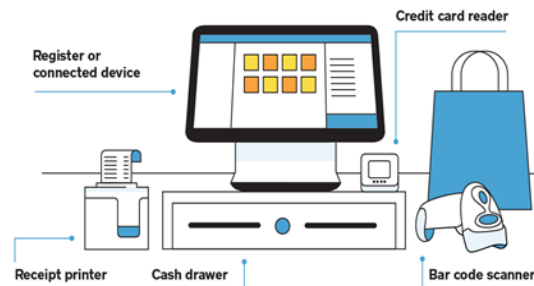 Credit card reader
Register or
connected device
Receipt printer
Cash drawer
Bar code scanner